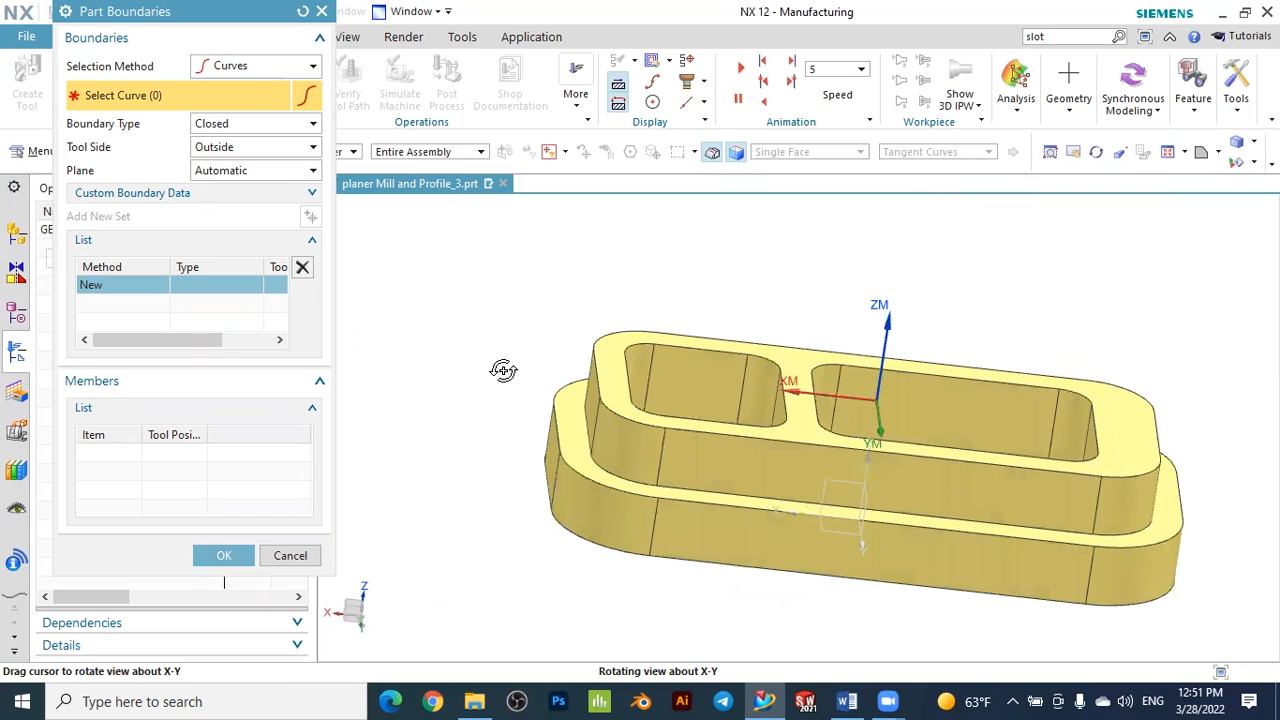 NX
Part Boundaries
Window
NX 12 - Manufacturing
SIEMENS
File
View
Render
Tools
Application
slot
Tutorials
Create Tool
Verify Tool Path
Simulate Machine
Post Process
Shop Documentation
More
5
Speed
Show 3D IPW
Analysis
Geometry
Synchronous Modeling
Feature
Tools
Operations
Display
Animation
Workpiece
Boundaries
Selection Method
Curves
Select Curve (0)
Boundary Type
Closed
Tool Side
Outside
Plane
Automatic
Custom Boundary Data
Add New Set
List
Method
Type
Too
New
Members
List
Item
Tool Posi...
OK
Cancel
Menu
Entire Assembly
Single Face
Tangent Curves
planer Mill and Profile_3.prt
ZM
XM
YM
Z
X
Dependencies
Details
Drag cursor to rotate view about X-Y
Rotating view about X-Y
Type here to search
63°F
ENG
12:51 PM
3/28/2022